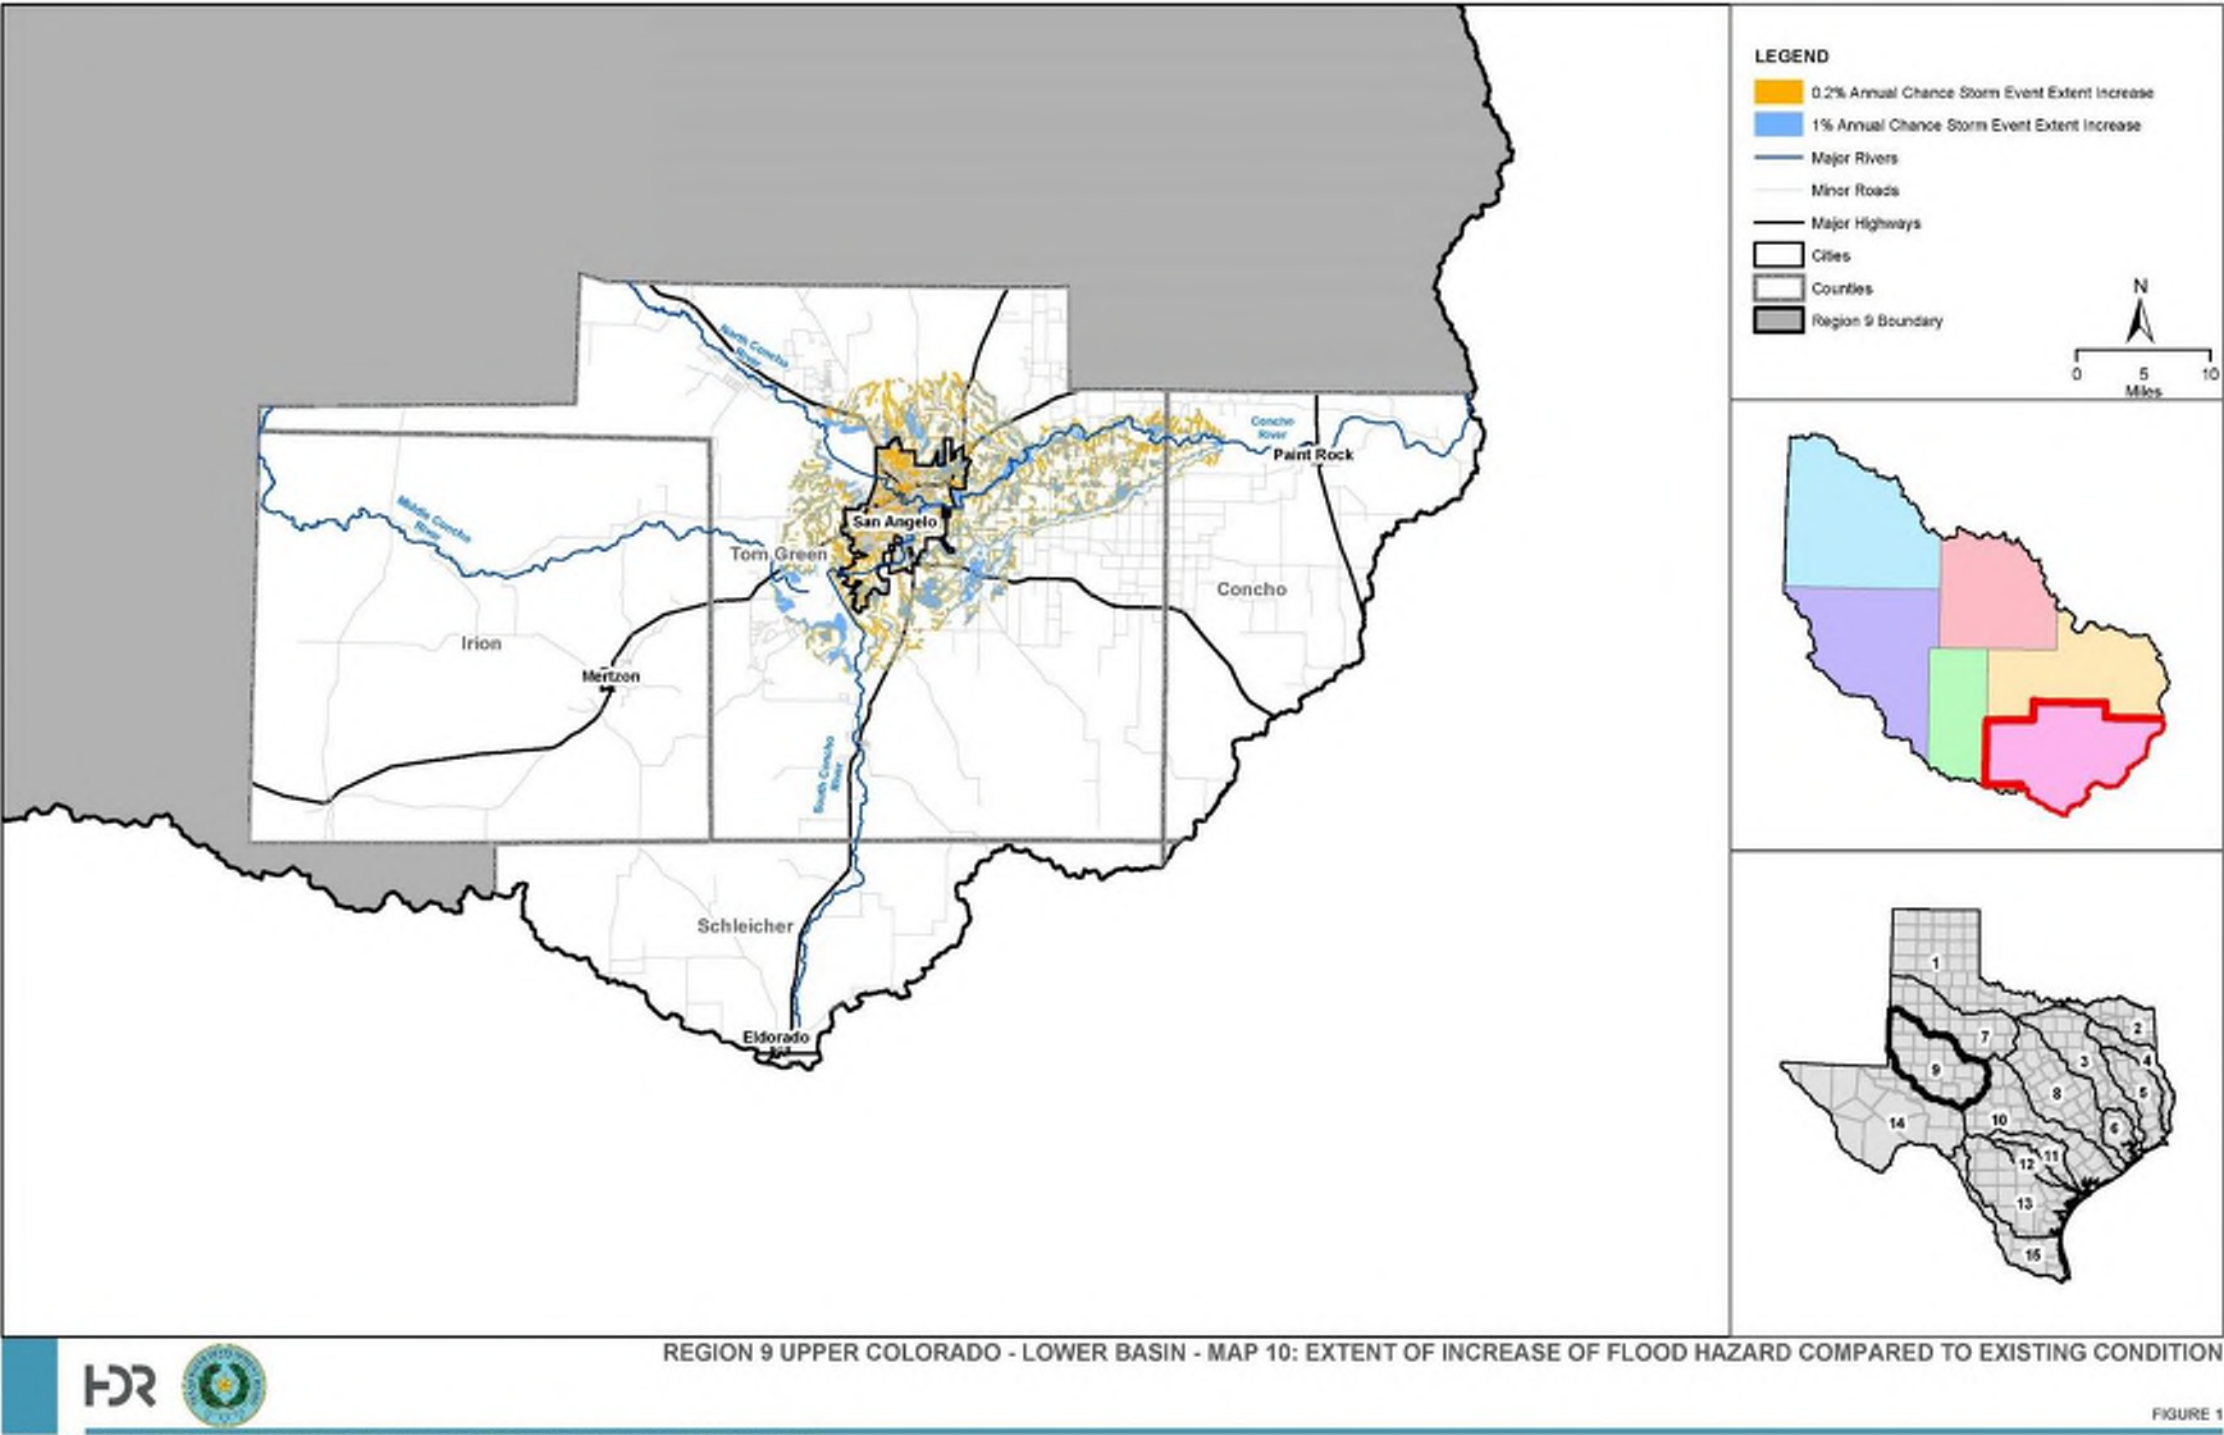 LEGEND
0.2% Annual Chance Storm Event Extent Increase
1% Annual Chance Storm Event Extent Increase
Major Rivers
Minor Roads
Major Highways
Cities
Counties
Region 9 Boundary
N
0 5 10
Miles
North Concho
River
Concho
River
Paint Rock
Middle Concho
River
San Angelo
Tom Green
Concho
Irion
Mertzon
South Concho
River
Schleicher
Eldorado
1
2
7
3
4
9
8
5
14
10
6
12
11
13
15
REGION 9 UPPER COLORADO - LOWER BASIN - MAP 10: EXTENT OF INCREASE OF FLOOD HAZARD COMPARED TO EXISTING CONDITION
HDR
FIGURE 1